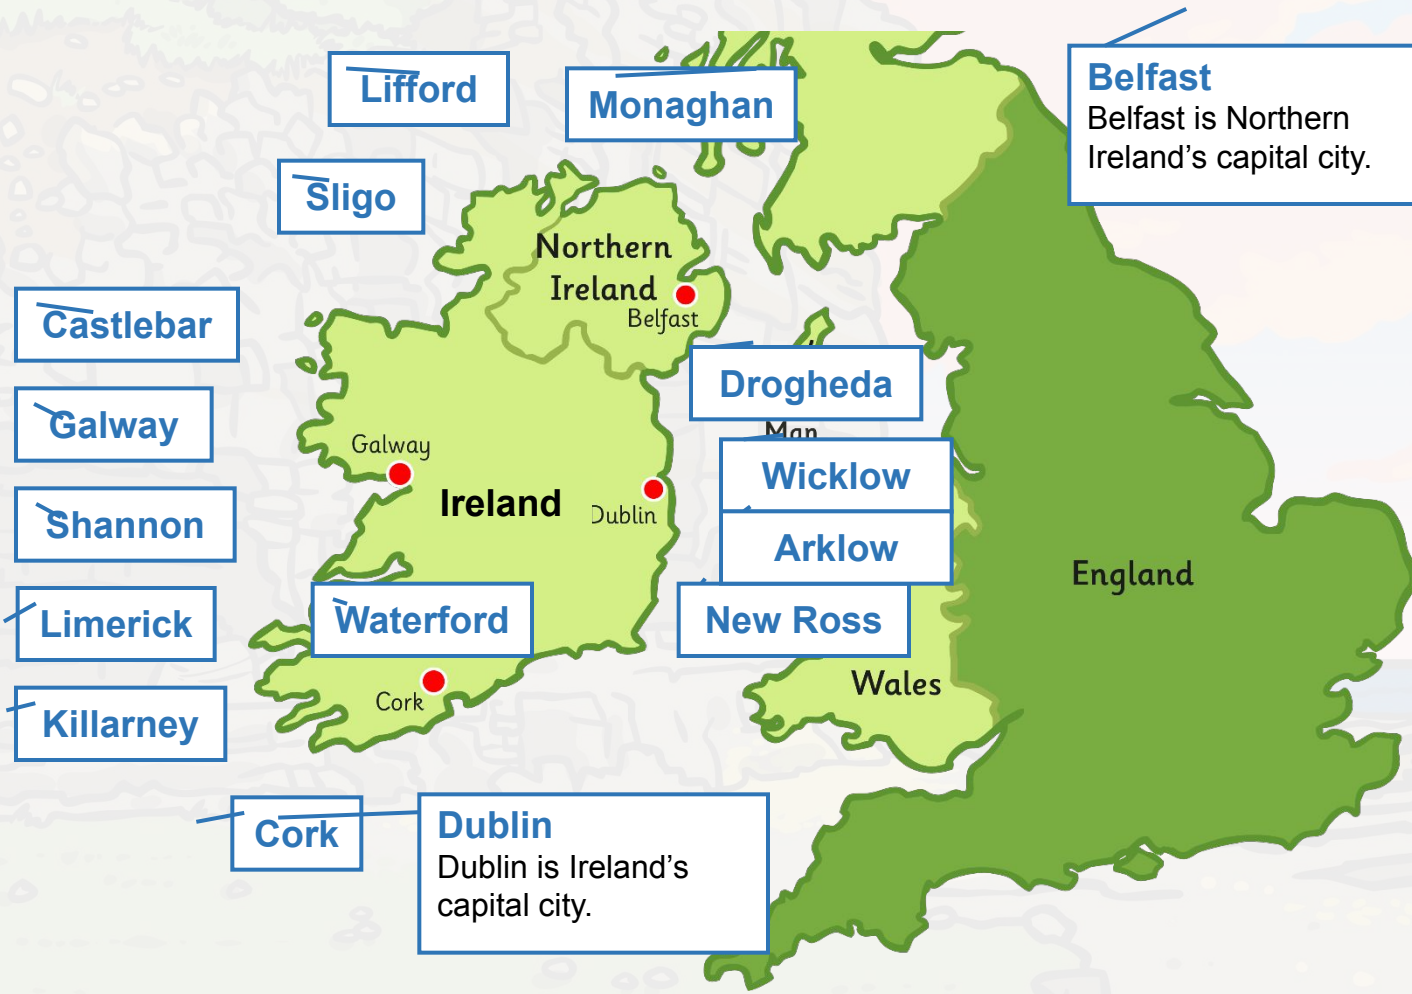 Belfast
Belfast is Northern
Ireland’s capital city.
Lifford
Monaghan
Sligo
Northern
Ireland
Belfast
Castlebar
Drogheda
Galway
Man
Galway
Wicklow
Ireland
Dublin
Shannon
Arklow
England
Limerick
Waterford
New Ross
Wales
Cork
Killarney
Cork
Dublin
Dublin is Ireland’s
capital city.